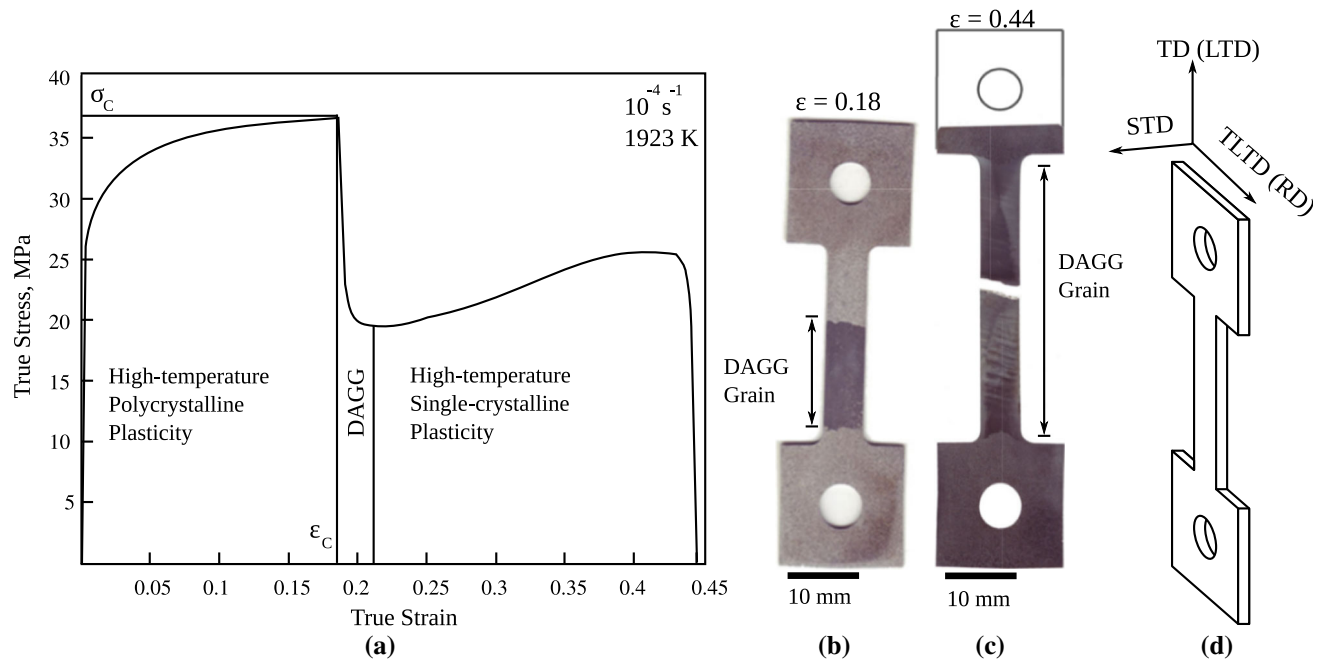 40
35
30
25
20
15
10
5
True Stress, MPa
σC
10-4s-1
1923 K
High-temperature
Polycrystalline
Plasticity
DAGG
High-temperature
Single-crystalline
Plasticity
εC
0.05
0.1
0.15
0.2
0.25
0.3
0.35
0.4
0.45
True Strain
(a)
ε = 0.18
DAGG
Grain
10 mm
(b)
ε = 0.44
DAGG
Grain
10 mm
(c)
TD (LTD)
STD
TLTD (RD)
(d)